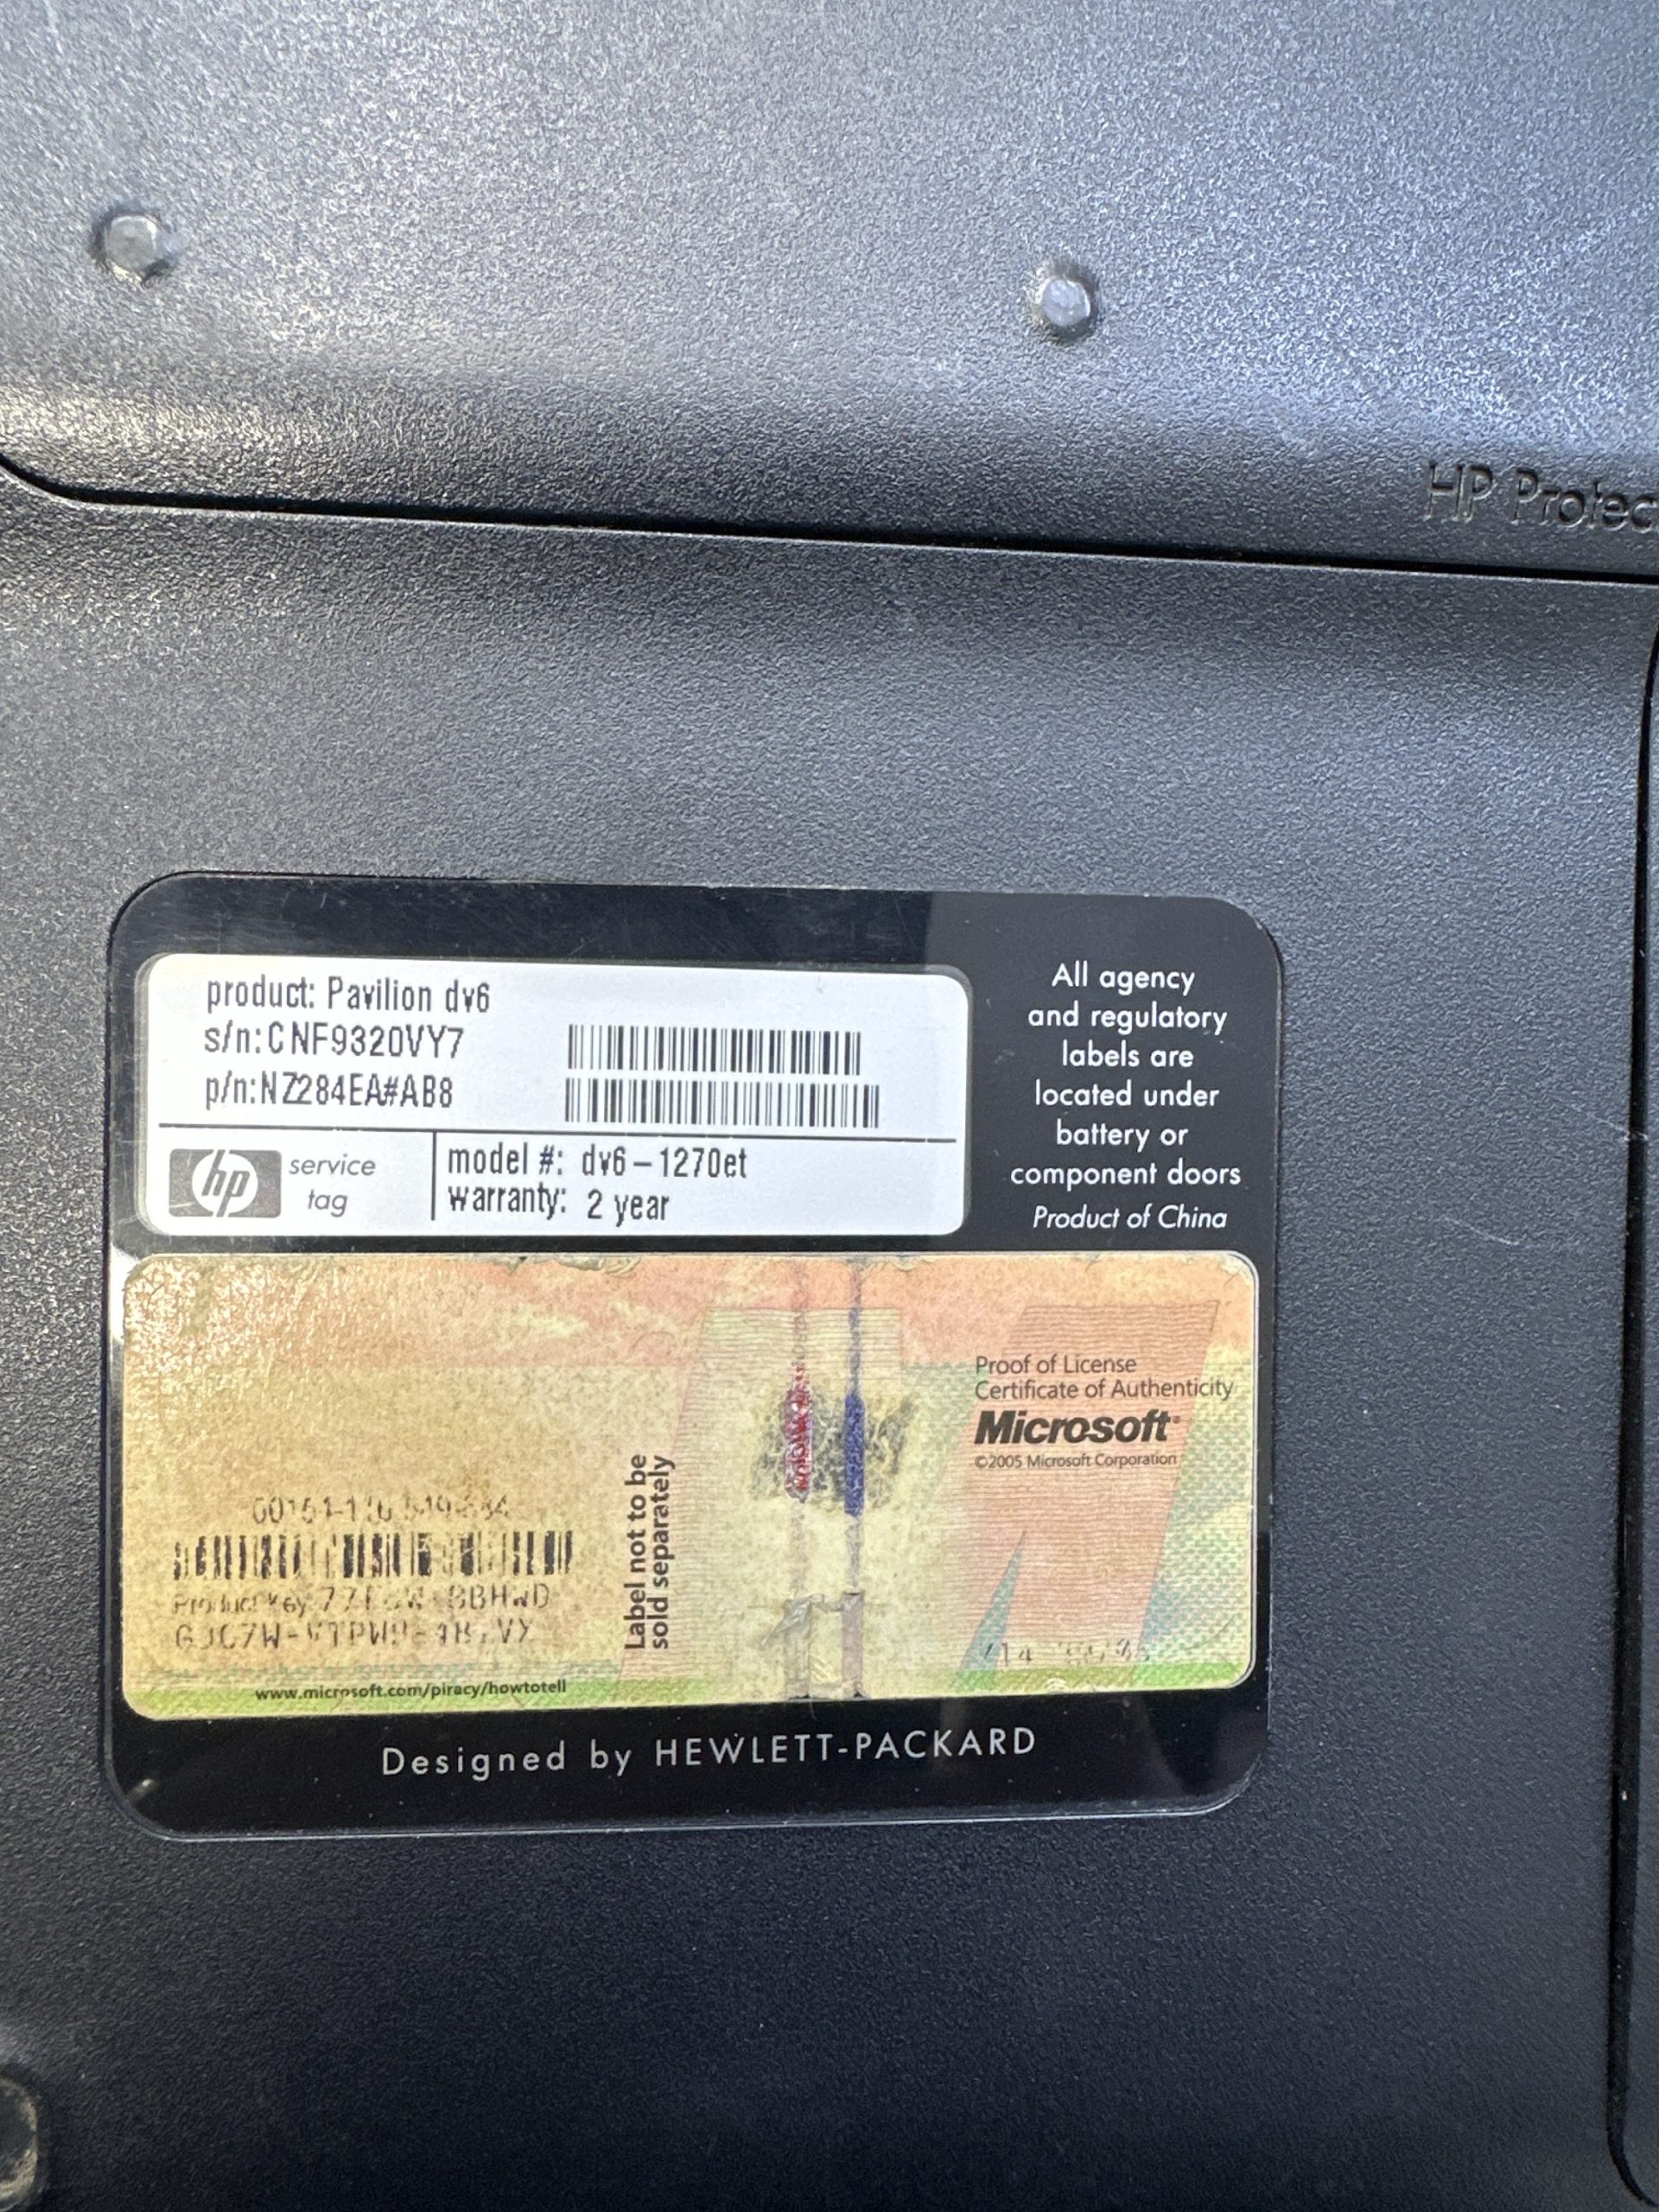 HP Protec
product: Pavilion dv6
s/n:CNF9320VY7
p/n:NZ284EA#AB8
hp service
tag
model #: dv6-1270et
warranty: 2 year
All agency
and regulatory
labels are
located under
battery or
component doors
Product of China
Proof of License
Certificate of Authenticity
Microsoft
©2005 Microsoft Corporation
Label not to be
sold separately
Product Key
www.microsoft.com/piracy/howtotell
Designed by HEWLETT-PACKARD